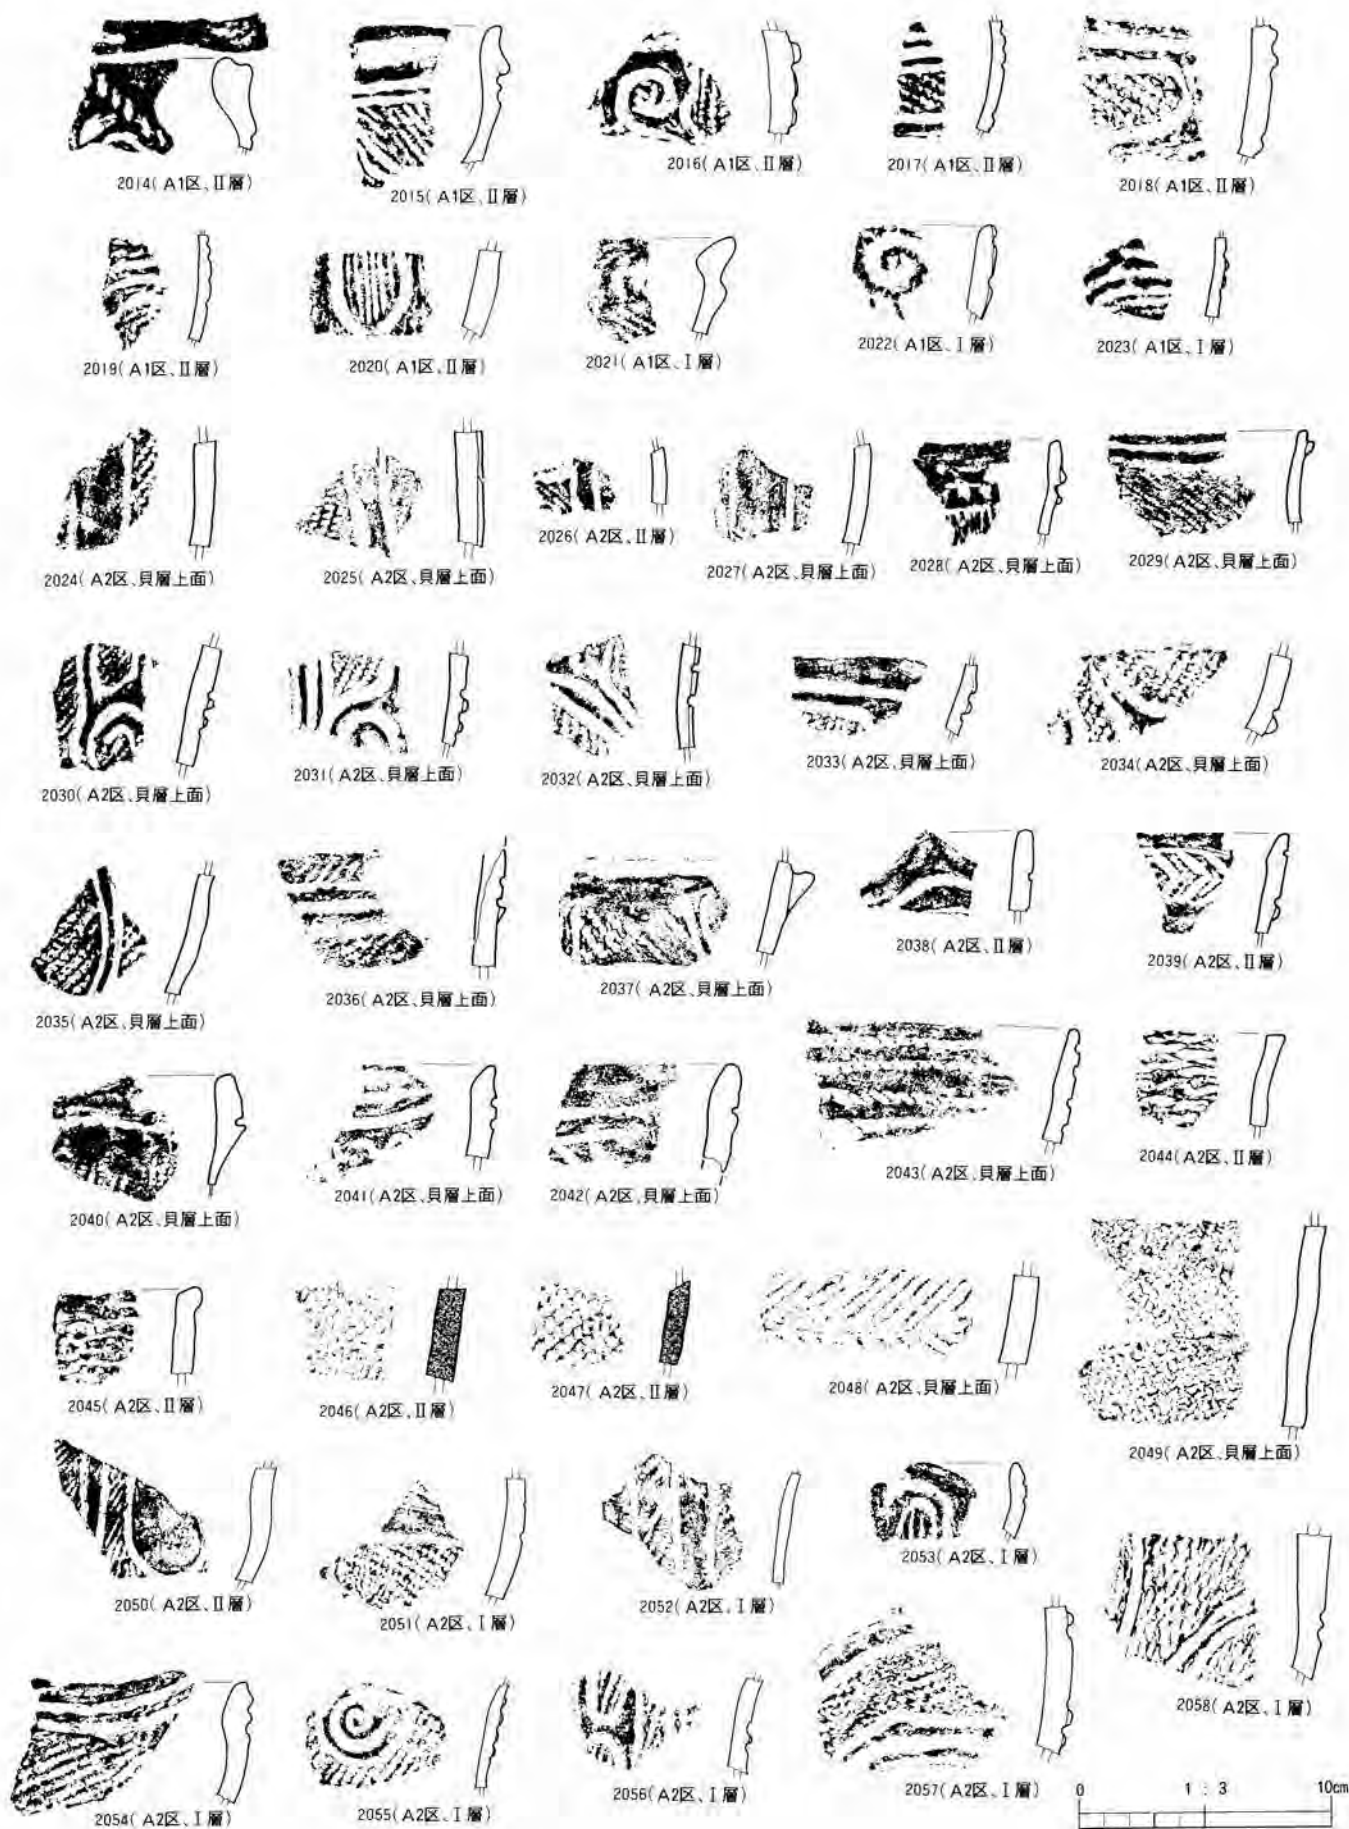 2014(A1区、II層)
2015(A1区、II層)
2016(A1区、II層)
2017(A1区、II層)
2018(A1区、II層)
2019(A1区、II層)
2020(A1区、II層)
2021(A1区、I層)
2022(A1区、I層)
2023(A1区、I層)
2024(A2区、貝層上面)
2025(A2区、貝層上面)
2026(A2区、II層)
2027(A2区、貝層上面)
2028(A2区、貝層上面)
2029(A2区、貝層上面)
2030(A2区、貝層上面)
2031(A2区、貝層上面)
2032(A2区、貝層上面)
2033(A2区、貝層上面)
2034(A2区、貝層上面)
2035(A2区、貝層上面)
2036(A2区、貝層上面)
2037(A2区、貝層上面)
2038(A2区、II層)
2039(A2区、II層)
2040(A2区、貝層上面)
2041(A2区、貝層上面)
2042(A2区、貝層上面)
2043(A2区、貝層上面)
2044(A2区、II層)
2045(A2区、II層)
2046(A2区、II層)
2047(A2区、II層)
2048(A2区、貝層上面)
2049(A2区、貝層上面)
2050(A2区、II層)
2051(A2区、I層)
2052(A2区、I層)
2053(A2区、I層)
2054(A2区、I層)
2055(A2区、I層)
2056(A2区、I層)
2057(A2区、I層)
2058(A2区、I層)
0 1:3 10cm